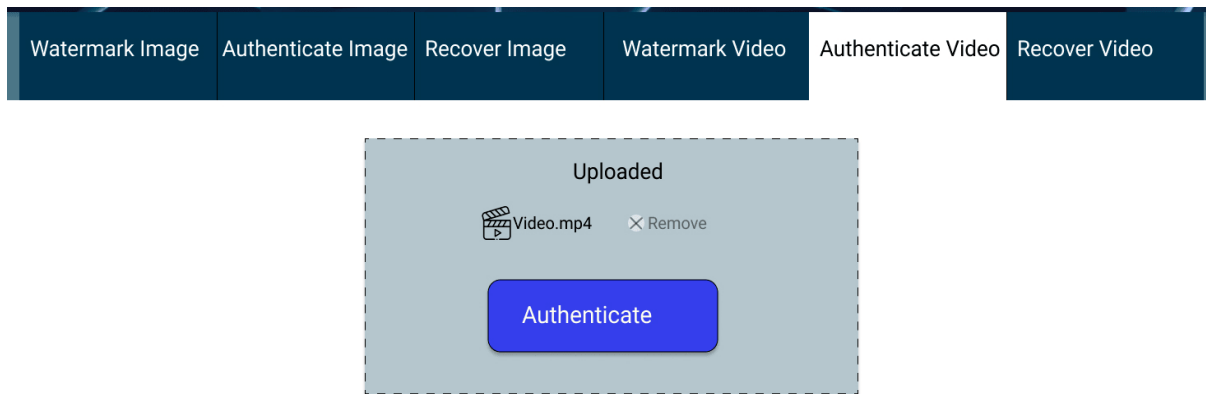 Watermark Image Authenticate Image Recover Image Watermark Video Authenticate Video Recover Video
Uploaded
Video.mp4 Remove
Authenticate